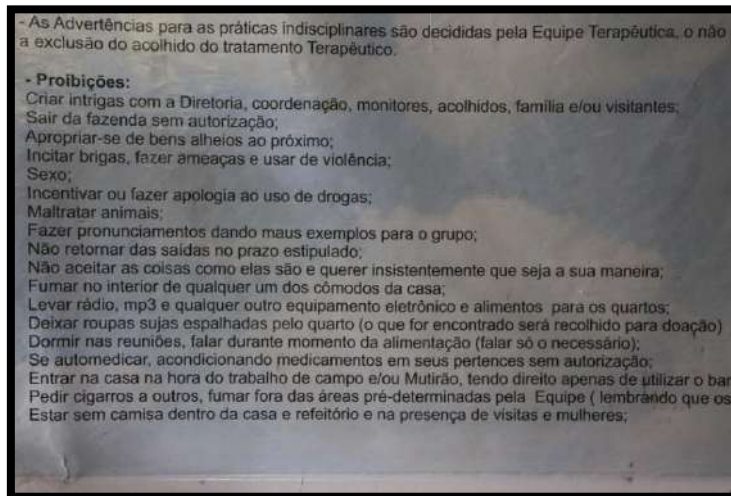 - As Advertências para as práticas indisciplinares são decididas pela Equipe Terapêutica, o não
a exclusão do acolhido do tratamento Terapêutico.
- Proibições:
Criar intrigas com a Diretoria, coordenação, monitores, acolhidos, família e/ou visitantes;
Sair da fazenda sem autorização;
Apropriar-se de bens alheios ao próximo;
Incitar brigas, fazer ameaças e usar de violência;
Sexo;
Incentivar ou fazer apologia ao uso de drogas;
Maltratar animais;
Fazer pronunciamentos dando maus exemplos para o grupo;
Não retornar das saídas no prazo estipulado;
Não aceitar as coisas como elas são e querer insistentemente que seja a sua maneira;
Fumar no interior de qualquer um dos cômodos da casa;
Levar rádio, mp3 e qualquer outro equipamento eletrônico e alimentos para os quartos;
Deixar roupas sujas espalhadas pelo quarto (o que for encontrado será recolhido para doação)
Dormir nas reuniões, falar durante momento da alimentação (falar só o necessário);
Se automedicar, acondicionando medicamentos em seus pertences sem autorização;
Entrar na casa na hora do trabalho de campo e/ou Mutirão, tendo direito apenas de utilizar o ban
Pedir cigarros a outros, fumar fora das áreas pré-determinadas pela Equipe ( lembrando que os
Estar sem camisa dentro da casa e refeitório e na presença de visitas e mulheres;